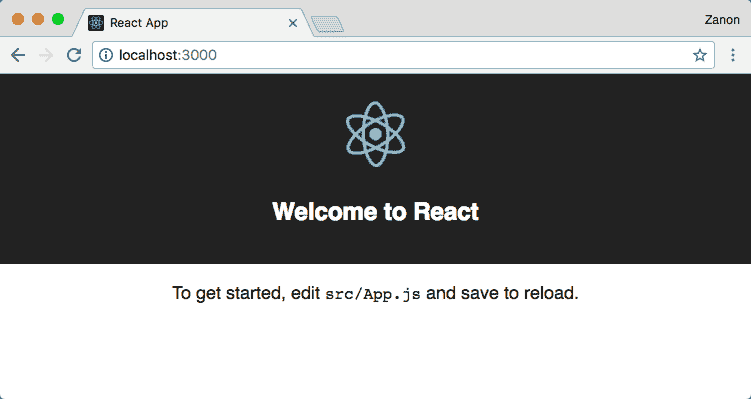 React App
Zanon
localhost:3000
Welcome to React
To get started, edit src/App.js and save to reload.